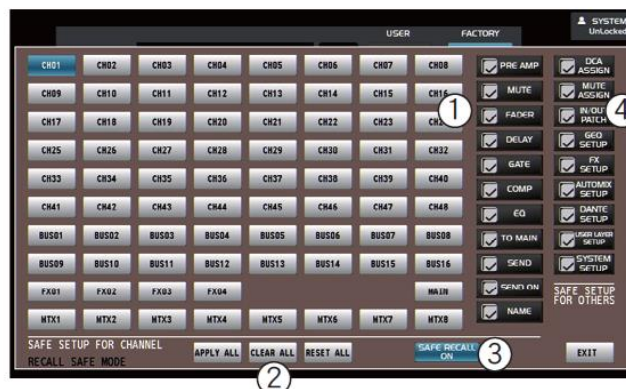 SYSTEM
UnLocked
USER FACTORY
CH01 CH02 CH03 CH04 CH05 CH06 CH07 CH08 PRE AMP DCA ASSIGN
CH09 CH10 CH11 CH12 CH13 CH14 CH15 CH16 1 MUTE MUTE ASSIGN
CH17 CH18 CH19 CH20 CH21 CH22 CH23 FADER IN/OUT PATCH 4
CH25 CH26 CH27 CH28 CH29 CH30 CH31 CH32 DELAY GEQ SETUP
CH33 CH34 CH35 CH36 CH37 CH38 CH39 CH40 GATE FX SETUP
CH41 CH42 CH43 CH44 CH45 CH46 CH47 CH48 COMP AUTOMIX SETUP
BUS01 BUS02 BUS03 BUS04 BUS05 BUS06 BUS07 BUS08 EQ DANTE SETUP
BUS09 BUS10 BUS11 BUS12 BUS13 BUS14 BUS15 BUS16 TO MAIN USER LAYER SETUP
FX01 FX02 FX03 FX04 MAIN SEND SYSTEM SETUP
MTX1 MTX2 MTX3 MTX4 MTX5 MTX6 MTX7 MTX8 SEND ON
NAME
SAFE SETUP
FOR OTHERS
SAFE SETUP FOR CHANNEL
RECALL SAFE MODE
APPLY ALL CLEAR ALL RESET ALL SAFE RECALL ON 3 EXIT
2